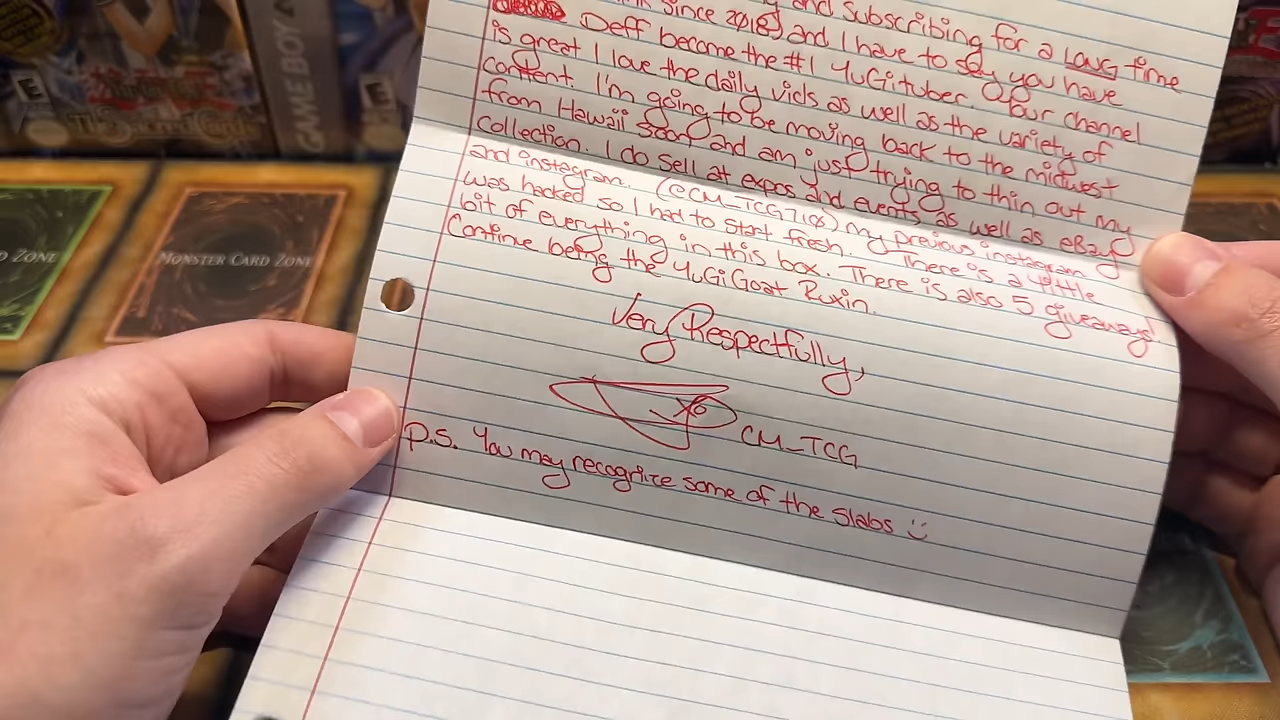 and Subscribing for a LONG time
since 2018) and I have to say you have
Deff become the #1 YuGituber. Your channel
is great I love the daily vids as well as the variety of
content. I'm going to be moving back to the midwest
from Hawaii soon and am just trying to thin out my
collection. I do sell at expos and events as well as eBay
and instagram. (@CM_TCG718) my previous instagram
was hacked so I had to start fresh. There is a little
bit of everything in this box. There is also 5 giveaways!
Continue being the YuGiGoat Ruxin.
Very Respectfully,
CM_TCG
P.S. You may recognize some of the slabs :)
GAME BOY A
The Sacred Cards
E
E
D ZONE
MONSTER CARD ZONE